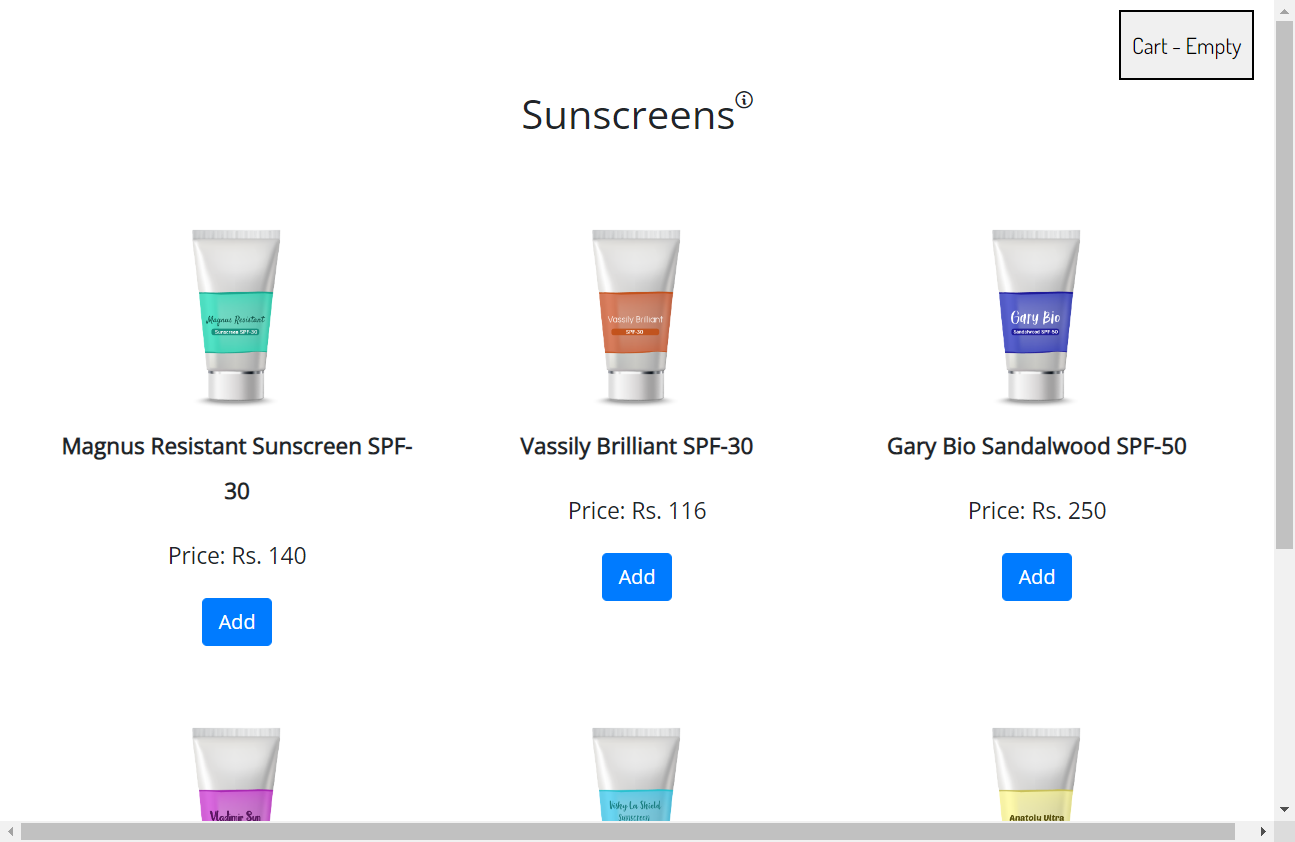 Cart - Empty
Sunscreens
Magnus Resistant
Sunscreen SPF-30
Vassily Brilliant
SPF-30
Gary Bio
Sandalwood SPF-50
Magnus Resistant Sunscreen SPF-
30
Vassily Brilliant SPF-30
Gary Bio Sandalwood SPF-50
Price: Rs. 140
Price: Rs. 116
Price: Rs. 250
Add
Add
Add
Vladimir Sun
Vishy La Shield
Sunscreen
Anatoly Ultra